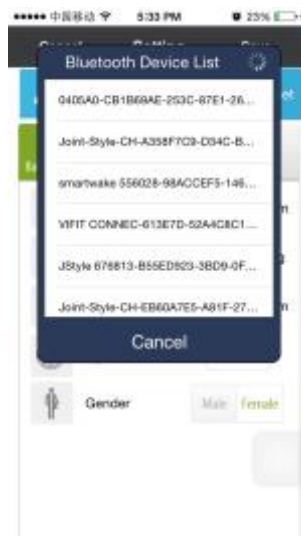 中国移动 5:33 PM 23%
Bluetooth Device List
0405A0-CB1B69AE-253C-87E1-26...
Joint-Style-CH-A358F7C9-D34C-B...
smartwake 556028-98ACCEF5-146...
VIFIT CONNEC-613E7D-52A4C8C1...
JStyle 676813-B55ED923-3BD9-0F...
Joint-Style-CH-EB60A7E5-A81F-27...
Cancel
Gender Male Female